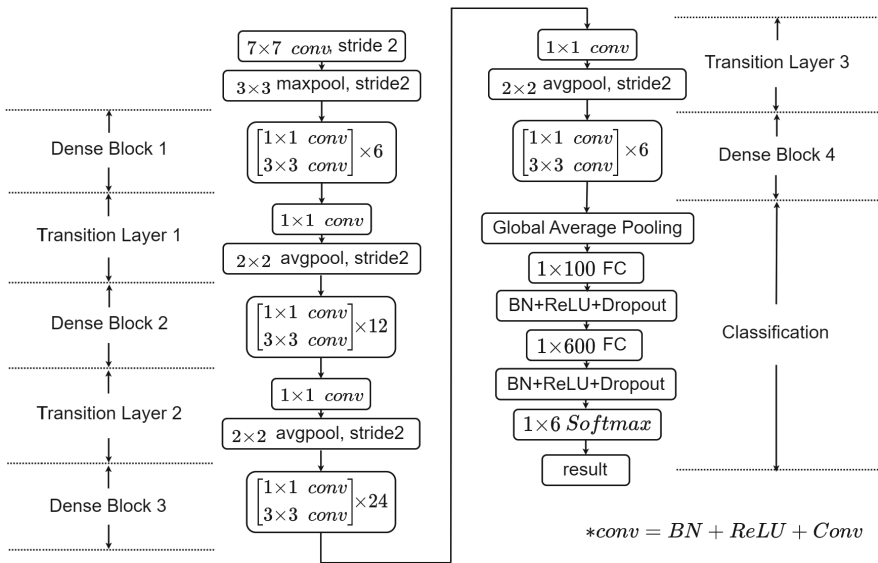 7×7 conv, stride 2
3×3 maxpool, stride2
Dense Block 1
[1×1 conv
3×3 conv] ×6
Transition Layer 1
1×1 conv
2×2 avgpool, stride2
Dense Block 2
[1×1 conv
3×3 conv] ×12
Transition Layer 2
1×1 conv
2×2 avgpool, stride2
Dense Block 3
[1×1 conv
3×3 conv] ×24
1×1 conv
2×2 avgpool, stride2
Transition Layer 3
[1×1 conv
3×3 conv] ×6
Dense Block 4
Global Average Pooling
1×100 FC
BN+ReLU+Dropout
1×600 FC
BN+ReLU+Dropout
1×6 Softmax
result
Classification
*conv = BN + ReLU + Conv